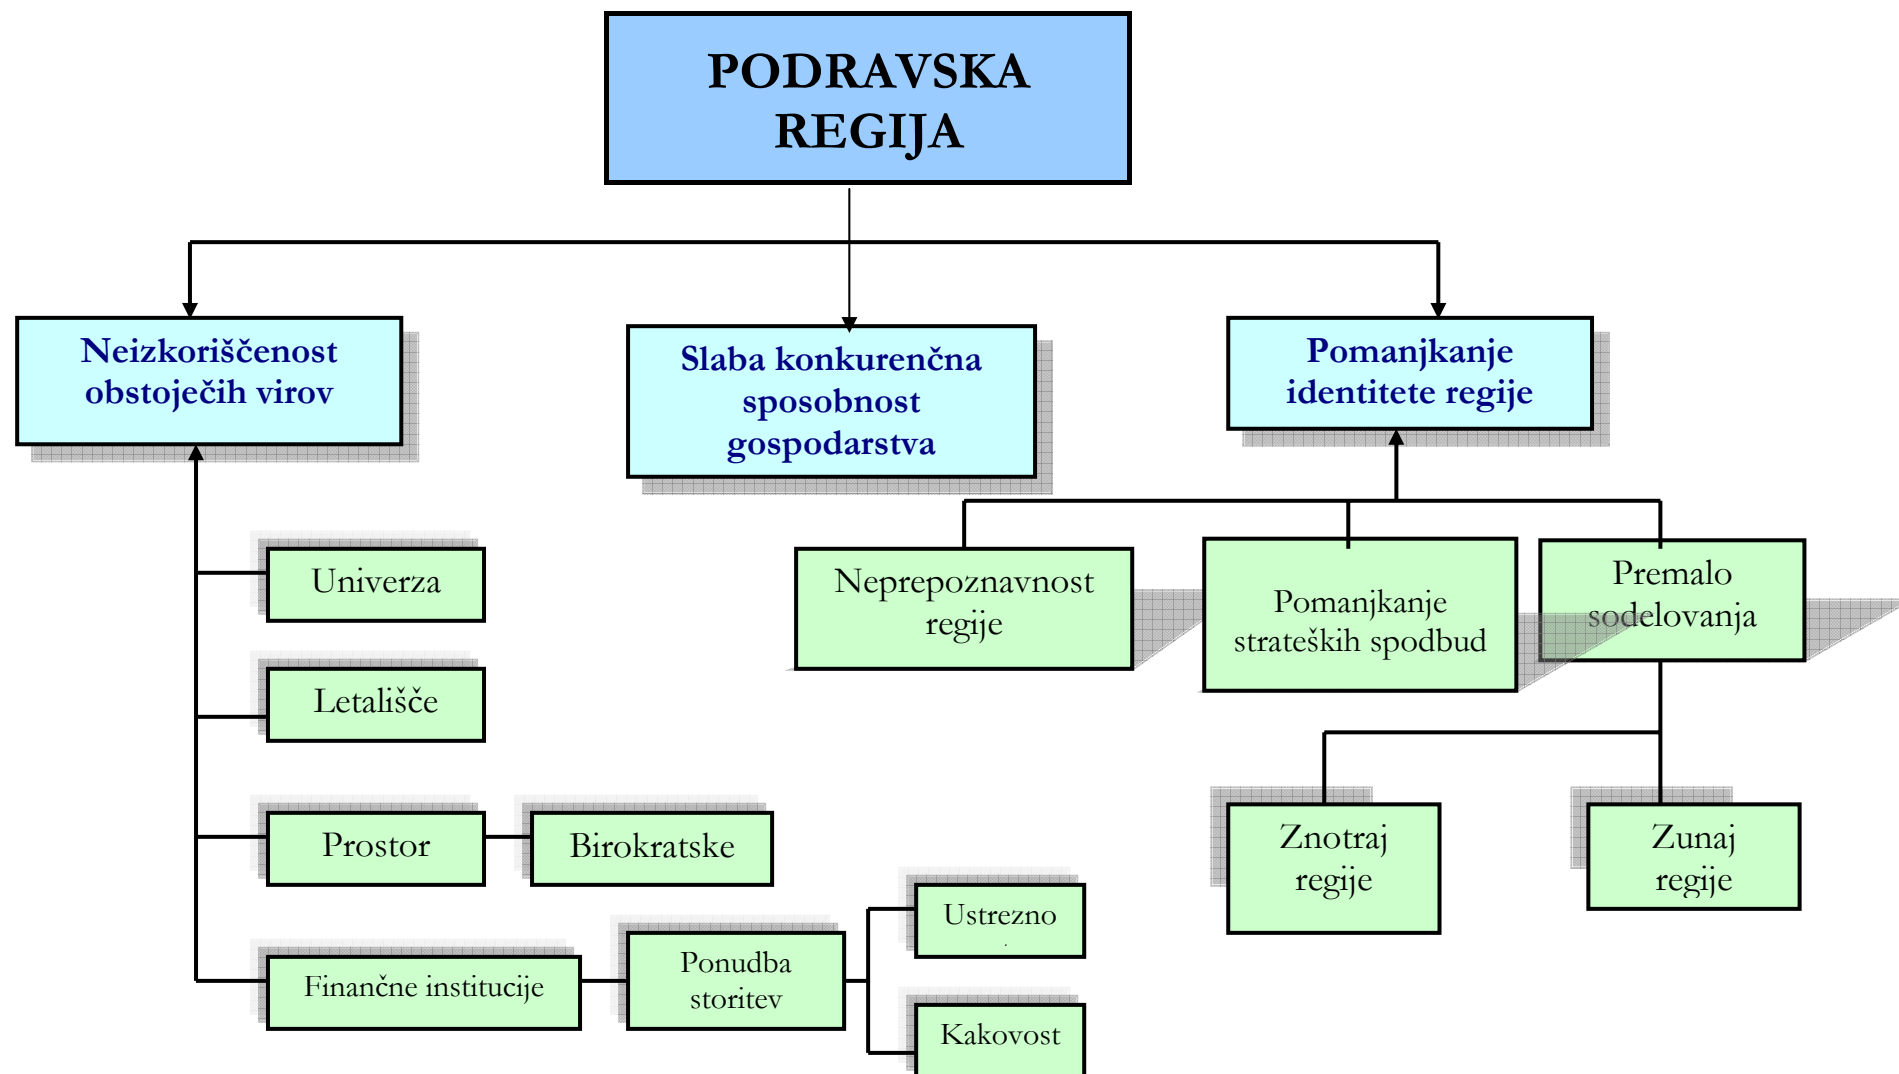 PODRAVSKA
REGIJA
Neizkoriščenost
obstoječih virov
Slaba konkurenčna
sposobnost
gospodarstva
Pomanjkanje
identitete regije
Univerza
Letališče
Prostor
Birokratske
Finančne institucije
Ponudba
storitev
Ustrezno
Kakovost
Neprepoznavnost
regije
Pomanjkanje
strateških spodbud
Premalo
sodelovanja
Znotraj
regije
Zunaj
regije